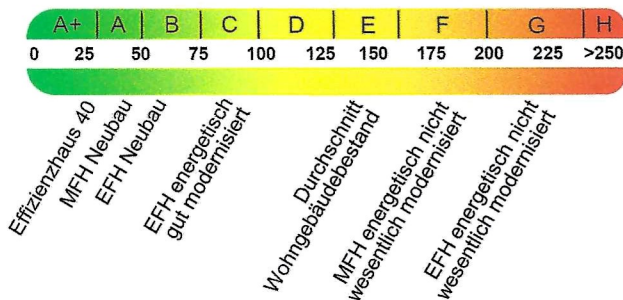 A+ A B C D E F G H
0 25 50 75 100 125 150 175 200 225 >250
Effizienzhaus 40
MFH Neubau
EFH Neubau
EFH energetisch
gut modernisiert
Durchschnitt
Wohngebäudebestand
MFH energetisch nicht
wesentlich modernisiert
EFH energetisch nicht
wesentlich modernisiert